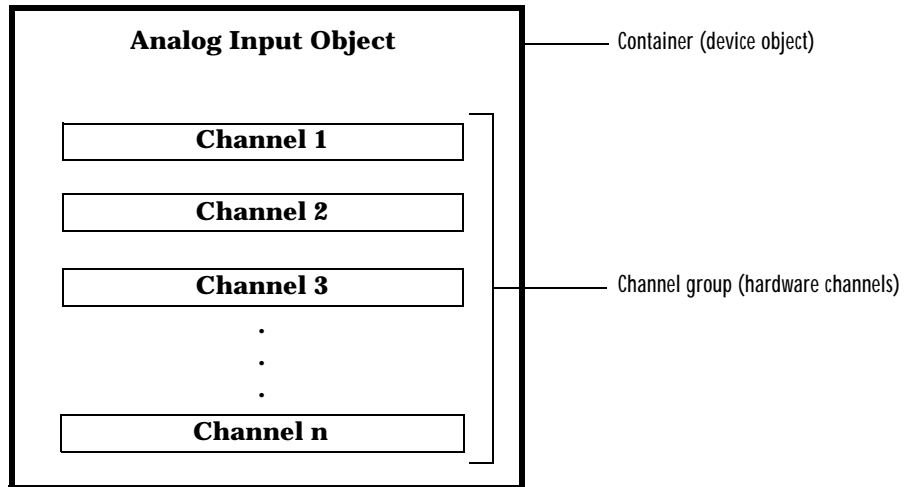 Analog Input Object
Container (device object)
Channel 1
Channel 2
Channel 3
Channel group (hardware channels)
.
.
.
Channel n